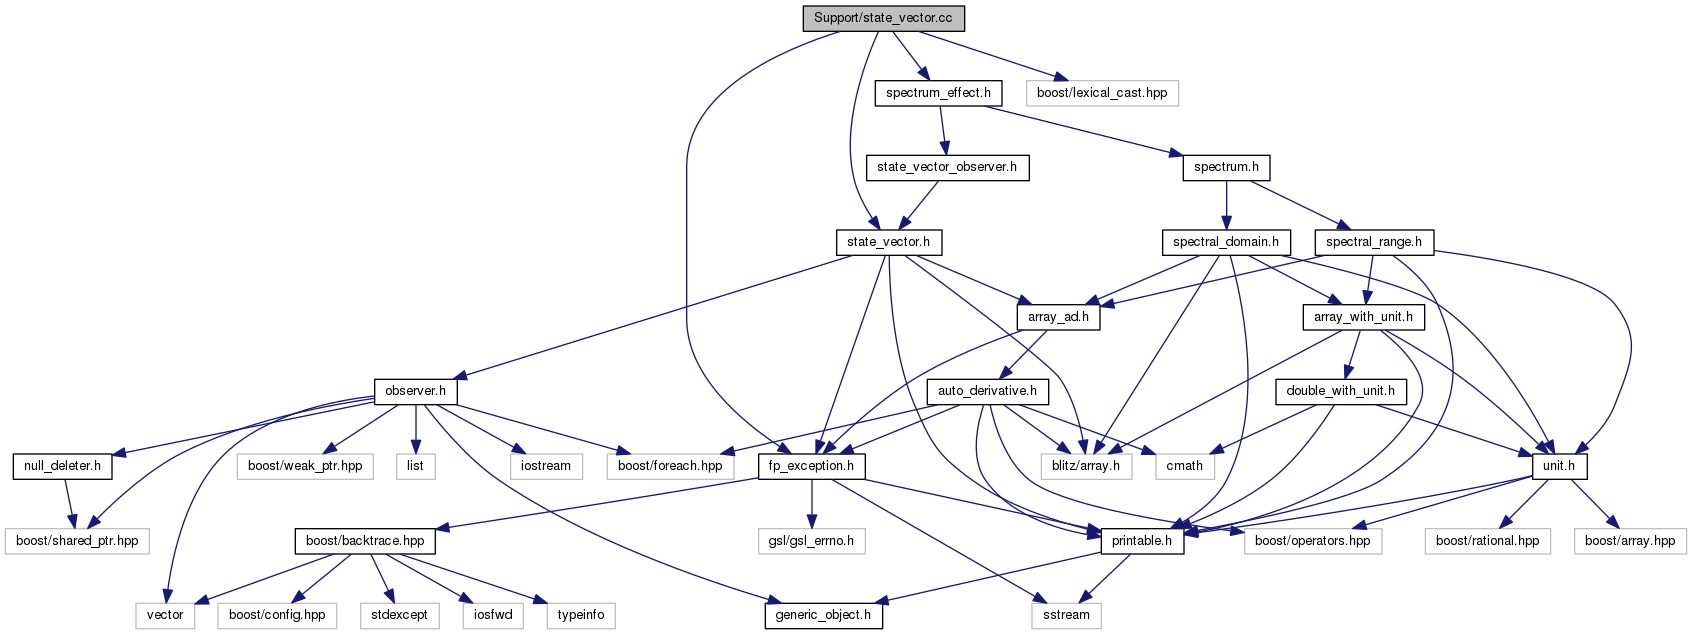 Support/state_vector.cc
spectrum_effect.h
boost/lexical_cast.hpp
state_vector_observer.h
spectrum.h
state_vector.h
spectral_domain.h
spectral_range.h
array_ad.h
array_with_unit.h
observer.h
auto_derivative.h
double_with_unit.h
null_deleter.h
boost/weak_ptr.hpp
list
iostream
boost/foreach.hpp
fp_exception.h
blitz/array.h
cmath
unit.h
boost/shared_ptr.hpp
boost/backtrace.hpp
gsl/gsl_errno.h
printable.h
boost/operators.hpp
boost/rational.hpp
boost/array.hpp
vector
boost/config.hpp
stdexcept
iosfwd
typeinfo
generic_object.h
sstream